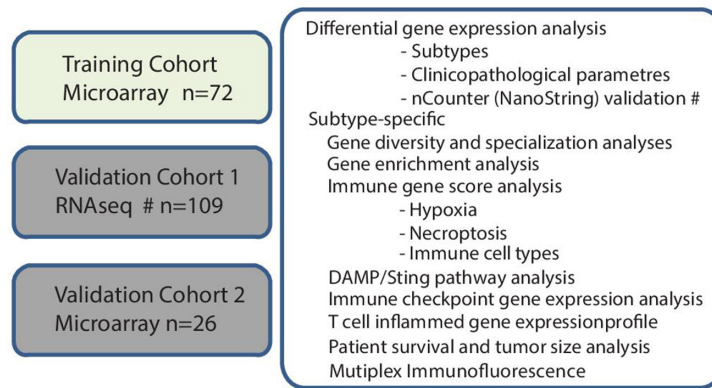 Training Cohort
Microarray n=72
Validation Cohort 1
RNAseq # n=109
Validation Cohort 2
Microarray n=26
Differential gene expression analysis
- Subtypes
- Clinicopathological parametres
- nCounter (NanoString) validation #
Subtype-specific
Gene diversity and specialization analyses
Gene enrichment analysis
Immune gene score analysis
- Hypoxia
- Necroptosis
- Immune cell types
DAMP/Sting pathway analysis
Immune checkpoint gene expression analysis
T cell inflamed gene expressionprofile
Patient survival and tumor size analysis
Mutiplex Immunofluorescence